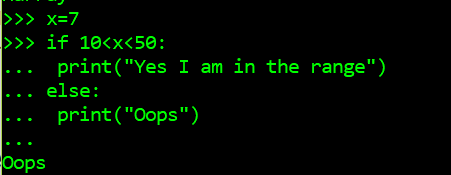 >>> x=7
>>> if 10<x<50:
...  print("Yes I am in the range")
... else:
...  print("Oops")
...
Oops